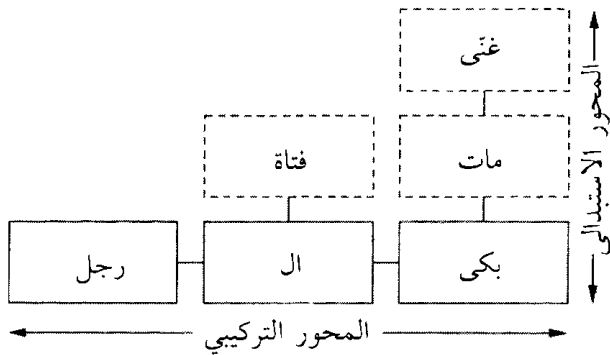 غنّى
فتاة
مات
بكى
ال
رجل
المحور التركيبي
المحور الاستبدالي